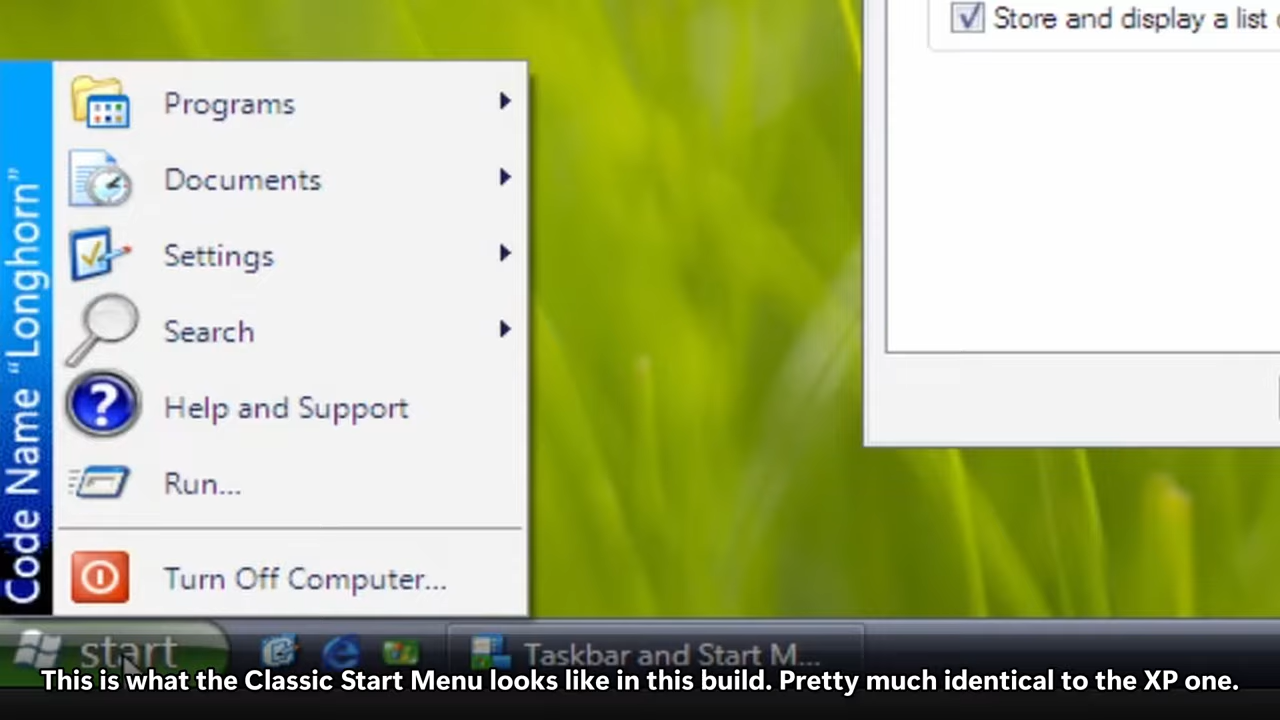 Store and display a list
Programs
Documents
Settings
Search
Help and Support
Run...
Turn Off Computer...
Code Name “Longhorn”
start
Taskbar and Start M...
This is what the Classic Start Menu looks like in this build. Pretty much identical to the XP one.